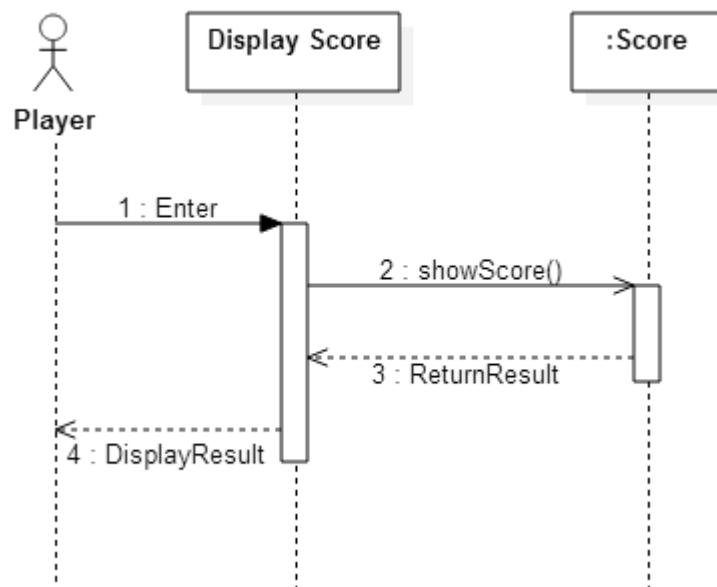 Display Score
:Score
Player
1 : Enter
2 : showScore()
3 : ReturnResult
4 : DisplayResult